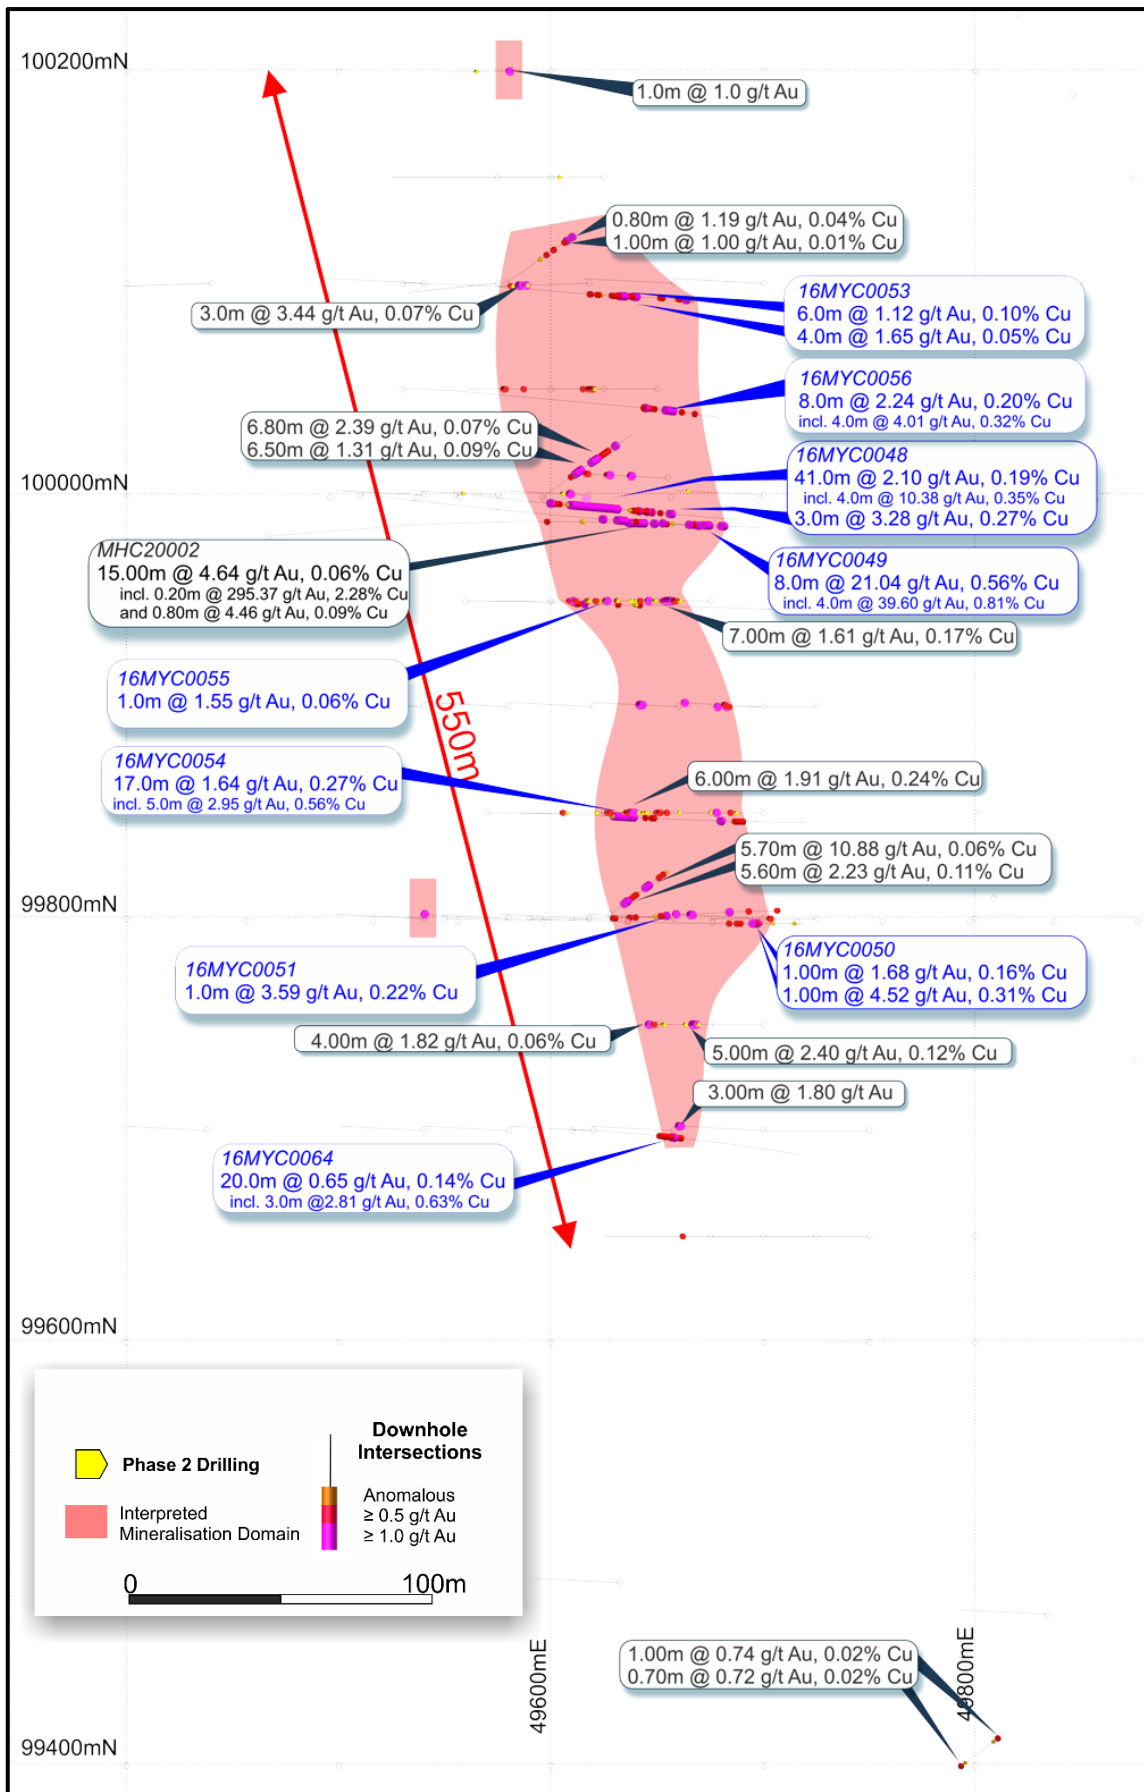 100200mN
1.0m @ 1.0 g/t Au
0.80m @ 1.19 g/t Au, 0.04% Cu
1.00m @ 1.00 g/t Au, 0.01% Cu
3.0m @ 3.44 g/t Au, 0.07% Cu
16MYC0053
6.0m @ 1.12 g/t Au, 0.10% Cu
4.0m @ 1.65 g/t Au, 0.05% Cu
16MYC0056
8.0m @ 2.24 g/t Au, 0.20% Cu
incl. 4.0m @ 4.01 g/t Au, 0.32% Cu
6.80m @ 2.39 g/t Au, 0.07% Cu
6.50m @ 1.31 g/t Au, 0.09% Cu
16MYC0048
41.0m @ 2.10 g/t Au, 0.19% Cu
incl. 4.0m @ 10.38 g/t Au, 0.35% Cu
3.0m @ 3.28 g/t Au, 0.27% Cu
100000mN
MHC20002
15.00m @ 4.64 g/t Au, 0.06% Cu
incl. 0.20m @ 295.37 g/t Au, 2.28% Cu
and 0.80m @ 4.46 g/t Au, 0.09% Cu
16MYC0049
8.0m @ 21.04 g/t Au, 0.56% Cu
incl. 4.0m @ 39.60 g/t Au, 0.81% Cu
7.00m @ 1.61 g/t Au, 0.17% Cu
16MYC0055
1.0m @ 1.55 g/t Au, 0.06% Cu
550m
16MYC0054
17.0m @ 1.64 g/t Au, 0.27% Cu
incl. 5.0m @ 2.95 g/t Au, 0.56% Cu
6.00m @ 1.91 g/t Au, 0.24% Cu
5.70m @ 10.88 g/t Au, 0.06% Cu
5.60m @ 2.23 g/t Au, 0.11% Cu
99800mN
16MYC0051
1.0m @ 3.59 g/t Au, 0.22% Cu
16MYC0050
1.00m @ 1.68 g/t Au, 0.16% Cu
1.00m @ 4.52 g/t Au, 0.31% Cu
4.00m @ 1.82 g/t Au, 0.06% Cu
5.00m @ 2.40 g/t Au, 0.12% Cu
3.00m @ 1.80 g/t Au
16MYC0064
20.0m @ 0.65 g/t Au, 0.14% Cu
incl. 3.0m @2.81 g/t Au, 0.63% Cu
99600mN
Phase 2 Drilling
Interpreted
Mineralisation Domain
Downhole
Intersections
Anomalous
≥ 0.5 g/t Au
≥ 1.0 g/t Au
0 100m
49600mE
49800mE
1.00m @ 0.74 g/t Au, 0.02% Cu
0.70m @ 0.72 g/t Au, 0.02% Cu
99400mN